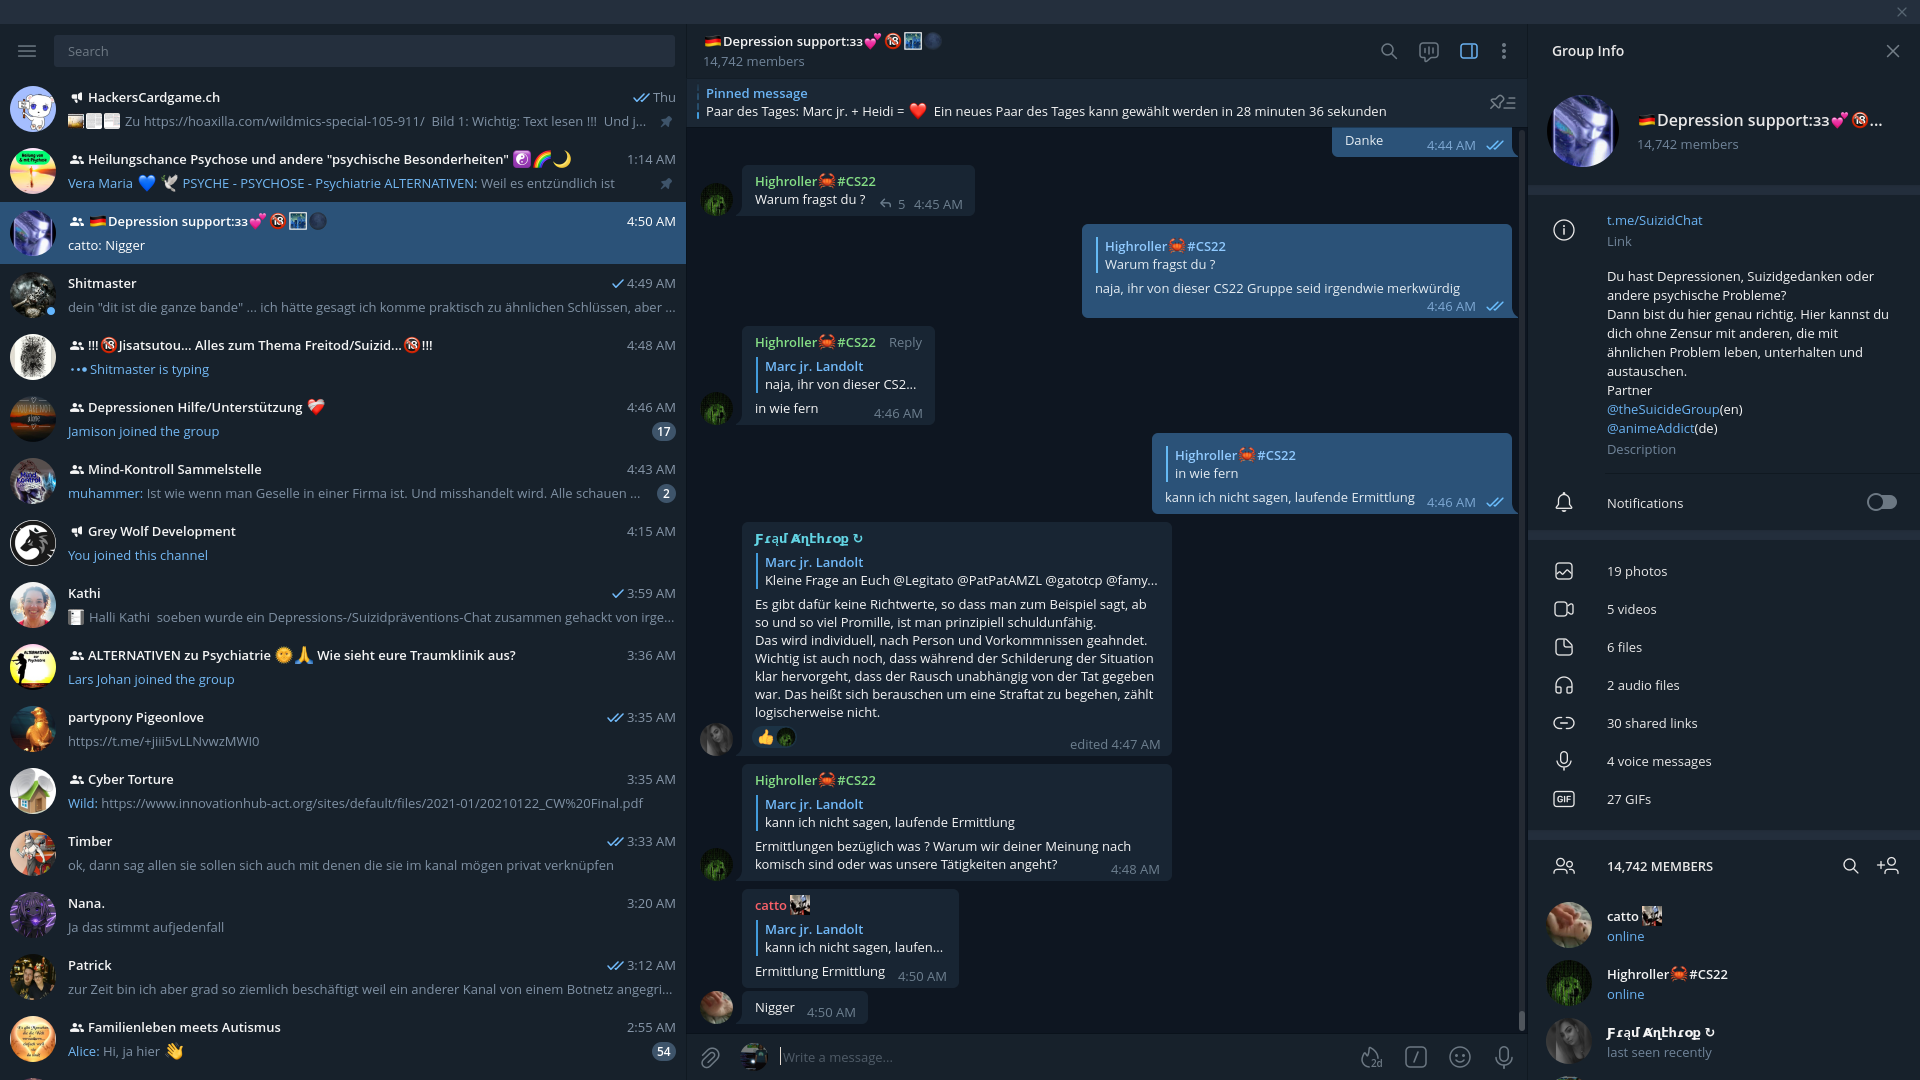 Search
HackersCardgame.ch
Thu
Zu https://hoaxilla.com/wildmics-special-105-911/ Bild 1: Wichtig: Text lesen !!! Und j...
Heilungschance Psychose und andere "psychische Besonderheiten" ☯️🌈🌙
1:14 AM
Vera Maria 💙 🕊 PSYCHE - PSYCHOSE - Psychiatrie ALTERNATIVEN: Weil es entzündlich ist
🇩🇪Depression support:зз💕🔞🌃🌑
4:50 AM
catto: Nigger
Shitmaster
4:49 AM
dein "dit ist die ganze bande" ... ich hätte gesagt ich komme praktisch zu ähnlichen Schlüssen, aber ...
!!!🔞Jisatsutou... Alles zum Thema Freitod/Suizid...🔞!!!
4:48 AM
Shitmaster is typing
Depressionen Hilfe/Unterstützung ❤️‍🩹
4:46 AM
Jamison joined the group
17
Mind-Kontroll Sammelstelle
4:43 AM
muhammer: Ist wie wenn man Geselle in einer Firma ist. Und misshandelt wird. Alle schauen ...
2
Grey Wolf Development
4:15 AM
You joined this channel
Kathi
3:59 AM
Halli Kathi soeben wurde ein Depressions-/Suizidpräventions-Chat zusammen gehackt von irge...
ALTERNATIVEN zu Psychiatrie 🌞🙏 Wie sieht eure Traumklinik aus?
3:36 AM
Lars Johan joined the group
partypony Pigeonlove
3:35 AM
https://t.me/+jiii5vLLNvwzMWI0
Cyber Torture
3:35 AM
Wild: https://www.innovationhub-act.org/sites/default/files/2021-01/20210122_CW%20Final.pdf
Timber
3:33 AM
ok, dann sag allen sie sollen sich auch mit denen die sie im kanal mögen privat verknüpfen
Nana.
3:20 AM
Ja das stimmt aufjedenfall
Patrick
3:12 AM
zur Zeit bin ich aber grad so ziemlich beschäftigt weil ein anderer Kanal von einem Botnetz angegri...
Familienleben meets Autismus
2:55 AM
Alice: Hi, ja hier 👋
54
🇩🇪Depression support:зз💕🔞🌃🌑
14,742 members
Pinned message
Paar des Tages: Marc jr. + Heidi = ❤️ Ein neues Paar des Tages kann gewählt werden in 28 minuten 36 sekunden
Danke
4:44 AM
Highroller🦀#CS22
Warum fragst du ?
5 4:45 AM
Highroller🦀#CS22
Warum fragst du ?
naja, ihr von dieser CS22 Gruppe seid irgendwie merkwürdig
4:46 AM
Highroller🦀#CS22 Reply
Marc jr. Landolt
naja, ihr von dieser CS2...
in wie fern
4:46 AM
Highroller🦀#CS22
in wie fern
kann ich nicht sagen, laufende Ermittlung
4:46 AM
Marc jr. Landolt
Kleine Frage an Euch @Legitato @PatPatAMZL @gatotcp @famy...
Es gibt dafür keine Richtwerte, so dass man zum Beispiel sagt, ab
so und so viel Promille, ist man prinzipiell schuldunfähig.
Das wird individuell, nach Person und Vorkommnissen geahndet.
Wichtig ist auch noch, dass während der Schilderung der Situation
klar hervorgeht, dass der Rausch unabhängig von der Tat gegeben
war. Das heißt sich berauschen um eine Straftat zu begehen, zählt
logischerweise nicht.
👍
edited 4:47 AM
Highroller🦀#CS22
Marc jr. Landolt
kann ich nicht sagen, laufende Ermittlung
Ermittlungen bezüglich was ? Warum wir deiner Meinung nach
komisch sind oder was unsere Tätigkeiten angeht?
4:48 AM
catto
Marc jr. Landolt
kann ich nicht sagen, laufen...
Ermittlung Ermittlung
4:50 AM
Nigger
4:50 AM
Write a message...
2d
Group Info
🇩🇪Depression support:зз💕🔞...
14,742 members
t.me/SuizidChat
Link
Du hast Depressionen, Suizidgedanken oder
andere psychische Probleme?
Dann bist du hier genau richtig. Hier kannst du
dich ohne Zensur mit anderen, die mit
ähnlichen Problem leben, unterhalten und
austauschen.
Partner
@theSuicideGroup(en)
@animeAddict(de)
Description
Notifications
19 photos
5 videos
6 files
2 audio files
30 shared links
4 voice messages
GIF
27 GIFs
14,742 MEMBERS
catto
online
Highroller🦀#CS22
online
last seen recently